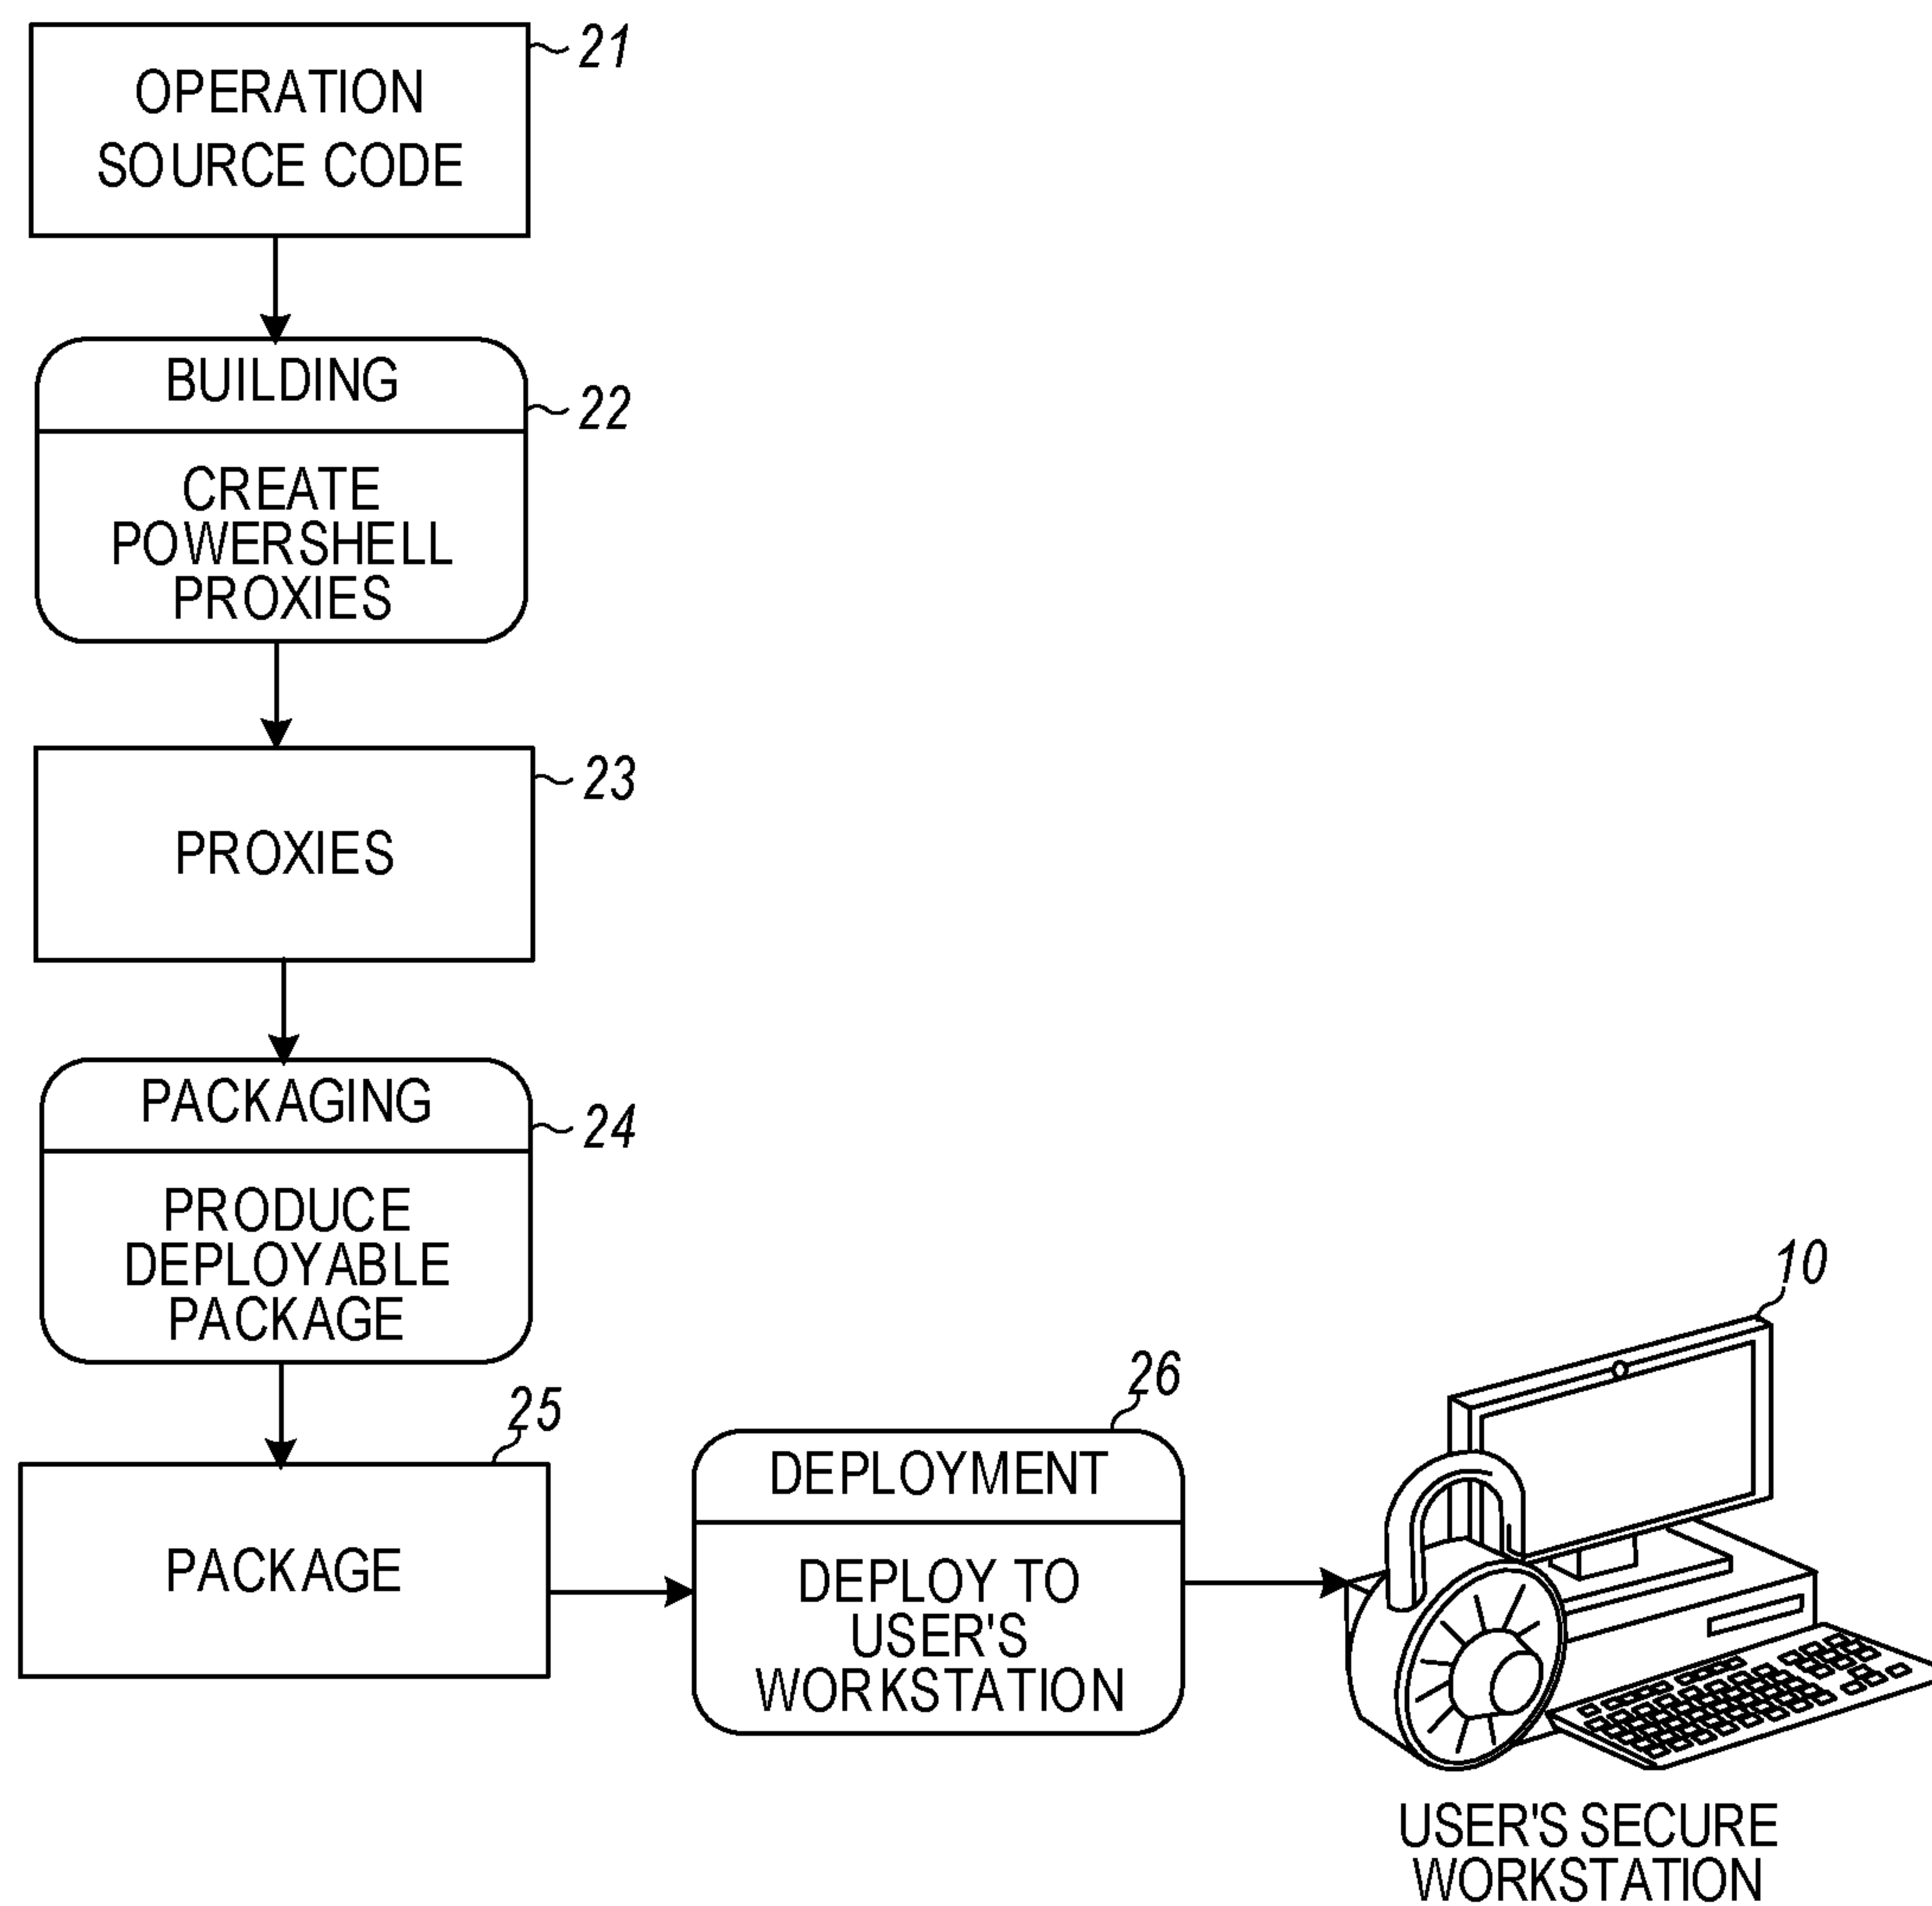 21
OPERATION
SOURCE CODE
BUILDING
22
CREATE
POWERSHELL
PROXIES
23
PROXIES
PACKAGING
24
PRODUCE
DEPLOYABLE
PACKAGE
25
PACKAGE
26
DEPLOYMENT
DEPLOY TO
USER'S
WORKSTATION
10
USER'S SECURE
WORKSTATION